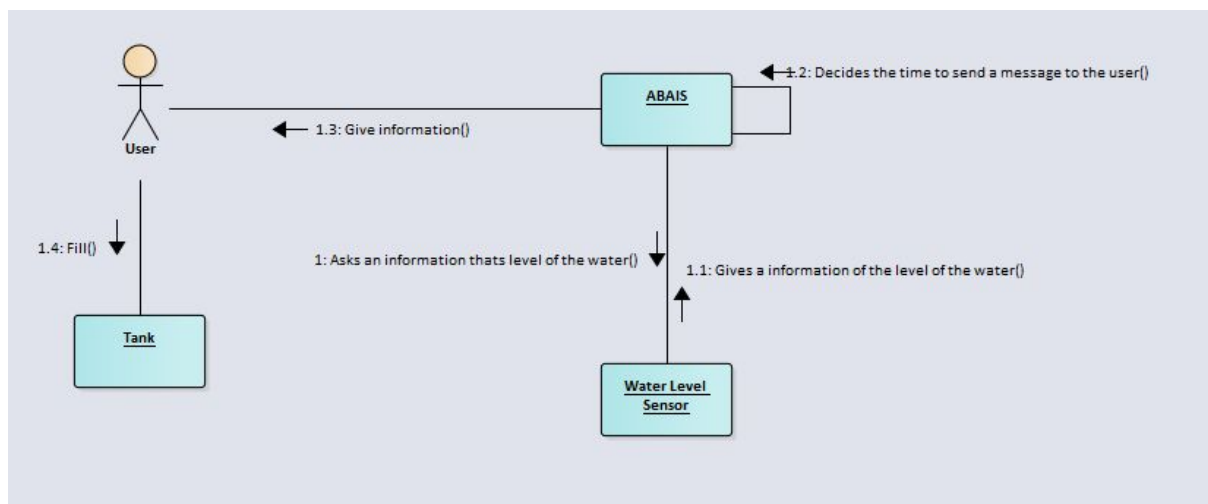 1.2: Decides the time to send a message to the user()
ABAIS
1.3: Give information()
User
1.4: Fill()
1: Asks an information thats level of the water()
1.1: Gives a information of the level of the water()
Tank
Water Level
Sensor